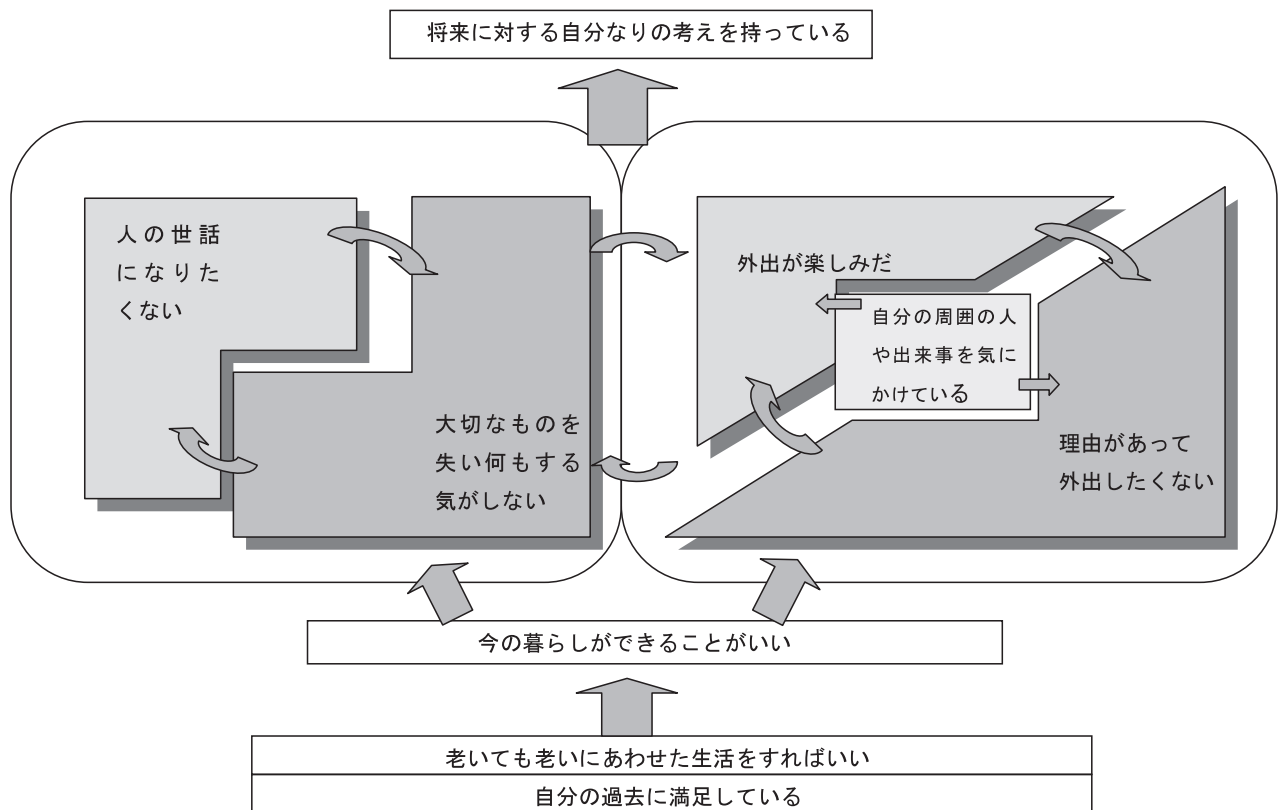 将来に対する自分なりの考えを持っている
人の世話
になりた
くない
大切なものを
失い何もする
気がしない
外出が楽しみだ
自分の周囲の人
や出来事を気に
かけている
理由があって
外出したくない
今の暮らしができることがいい
老いても老いにあわせた生活をすればいい
自分の過去に満足している